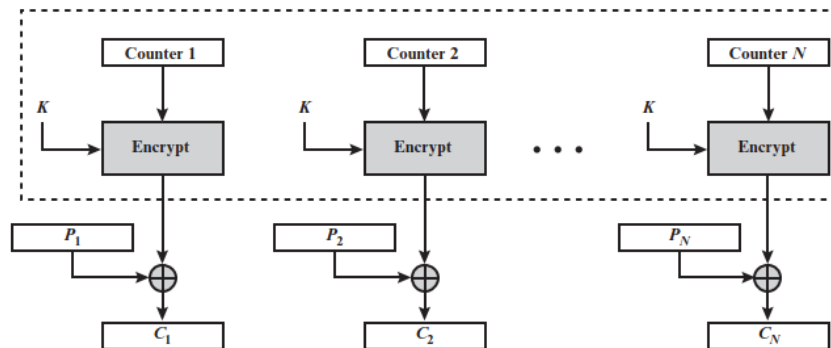 Counter 1 Counter 2 Counter N
K K K
Encrypt Encrypt • • • Encrypt
P1 P2 PN
C1 C2 CN